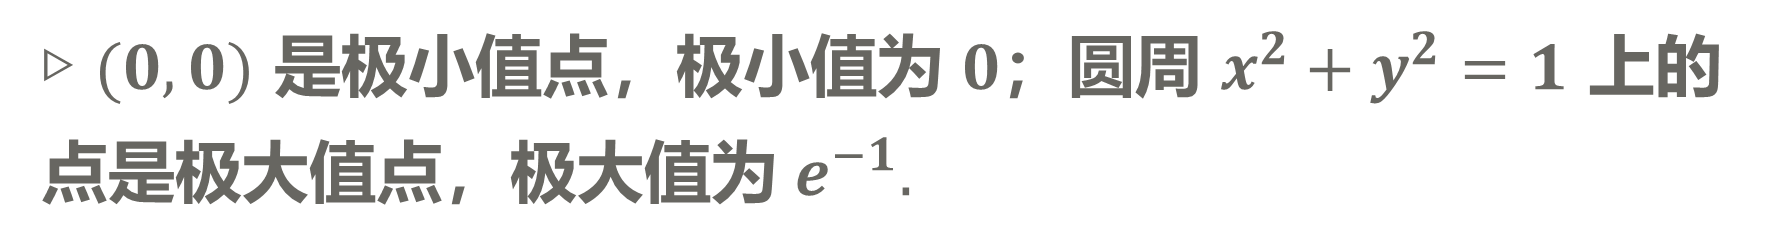 ▷ (0, 0) 是极小值点，极小值为 0；圆周 x² + y² = 1 上的
点是极大值点，极大值为 e⁻¹.